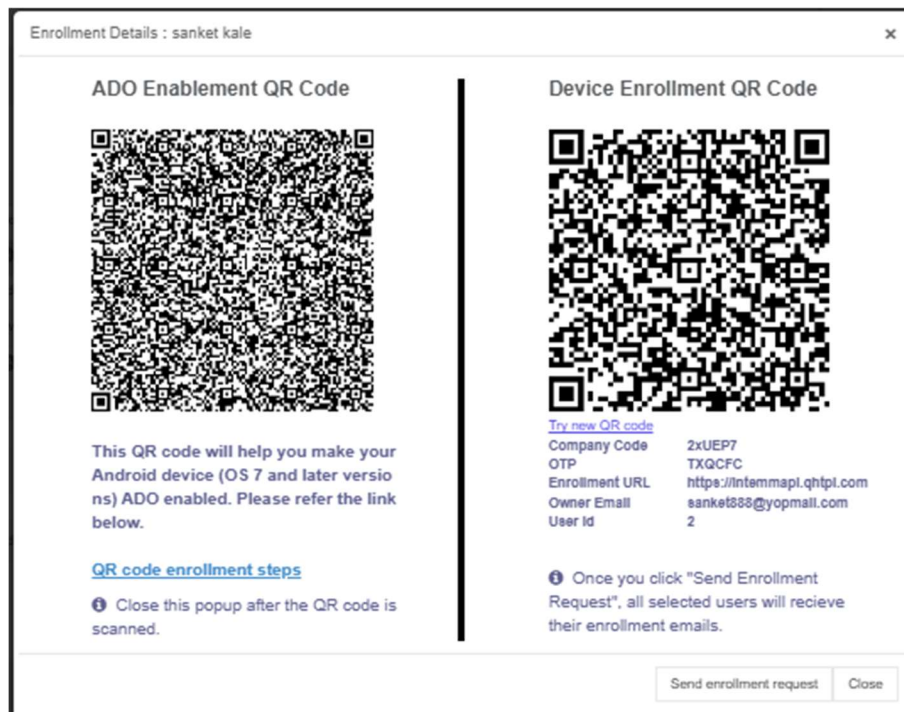 Enrollment Details : sanket kale
×
ADO Enablement QR Code
This QR code will help you make your
Android device (OS 7 and later versio
ns) ADO enabled. Please refer the link
below.
QR code enrollment steps
Close this popup after the QR code is
scanned.
Device Enrollment QR Code
Try new QR code
Company Code 2xUEP7
OTP TXQCFC
Enrollment URL https://intemmapi.qhtpl.com
Owner Email sanket888@yopmail.com
User Id 2
Once you click "Send Enrollment
Request", all selected users will recieve
their enrollment emails.
Send enrollment request
Close